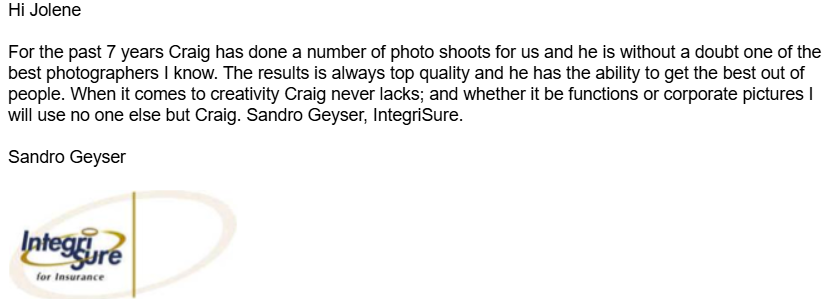 Hi Jolene
For the past 7 years Craig has done a number of photo shoots for us and he is without a doubt one of the
best photographers I know. The results is always top quality and he has the ability to get the best out of
people. When it comes to creativity Craig never lacks; and whether it be functions or corporate pictures I
will use no one else but Craig. Sandro Geyser, IntegriSure.
Sandro Geyser
Integri
Sure
for Insurance